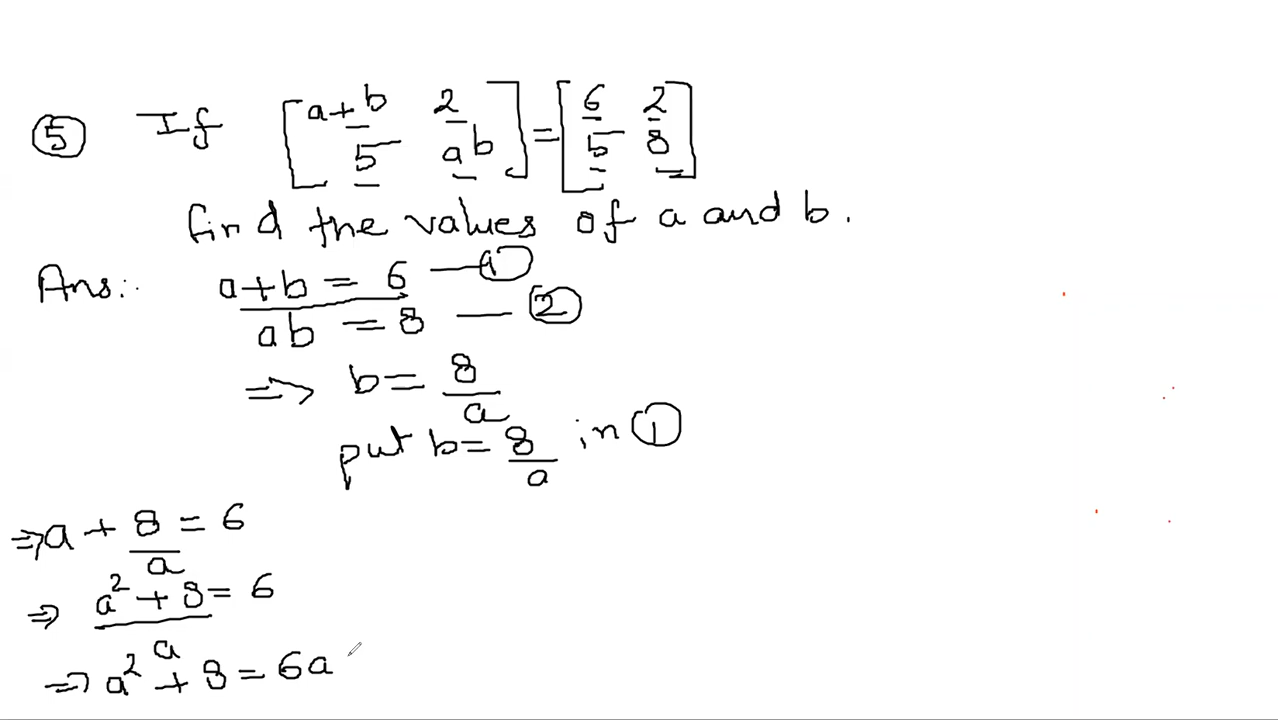 ⑤ If [a+b 2 5 ab] = [6 2 5 8]
find the values of a and b.
Ans: a+b = 6 — ①
ab = 8 — ②
=> b = 8/a
put b = 8/a in ①
=> a + 8/a = 6
=> (a² + 8)/a = 6
=> a² + 8 = 6a